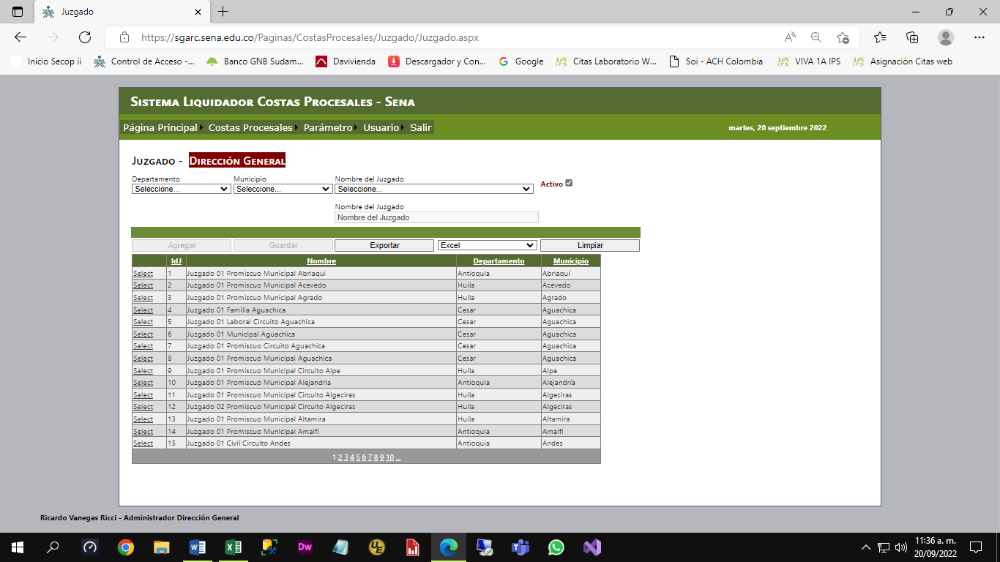 Juzgado
https://sgarc.sena.edu.co/Paginas/CostasProcesales/Juzgado/Juzgado.aspx
Inicio Secop ii
Control de Acceso -...
Banco GNB Sudam...
Davivienda
Descargador y Con...
Google
Citas Laboratorio W...
Soi - ACH Colombia
VIVA 1A IPS
Asignación Citas web
Sistema Liquidador Costas Procesales - Sena
Página Principal Costas Procesales Parámetro Usuario Salir
martes, 20 septiembre 2022
Juzgado - Dirección General
Departamento Municipio Nombre del Juzgado
Seleccione... Seleccione... Seleccione... Activo
Nombre del Juzgado
Nombre del Juzgado
Agregar Guardar Exportar Excel Limpiar
IdJ Nombre Departamento Municipio
Select 1 Juzgado 01 Promiscuo Municipal Abriaqui Antioquia Abriaquí
Select 2 Juzgado 01 Promiscuo Municipal Acevedo Huila Acevedo
Select 3 Juzgado 01 Promiscuo Municipal Agrado Huila Agrado
Select 4 Juzgado 01 Familia Aguachica Cesar Aguachica
Select 5 Juzgado 01 Laboral Circuito Aguachica Cesar Aguachica
Select 6 Juzgado 01 Municipal Aguachica Cesar Aguachica
Select 7 Juzgado 01 Promiscuo Circuito Aguachica Cesar Aguachica
Select 8 Juzgado 01 Promiscuo Municipal Aguachica Cesar Aguachica
Select 9 Juzgado 01 Promiscuo Municipal Circuito Aipe Huila Aipe
Select 10 Juzgado 01 Promiscuo Municipal Alejandria Antioquia Alejandría
Select 11 Juzgado 01 Promiscuo Municipal Circuito Algeciras Huila Algeciras
Select 12 Juzgado 02 Promiscuo Municipal Circuito Algeciras Huila Algeciras
Select 13 Juzgado 01 Promiscuo Municipal Altamira Huila Altamira
Select 14 Juzgado 01 Promiscuo Municipal Amalfi Antioquia Amalfi
Select 15 Juzgado 01 Civil Circuito Andes Antioquia Andes
1 2 3 4 5 6 7 8 9 10 ...
Ricardo Vanegas Ricci - Administrador Dirección General
Dw
11:36 a. m.
20/09/2022